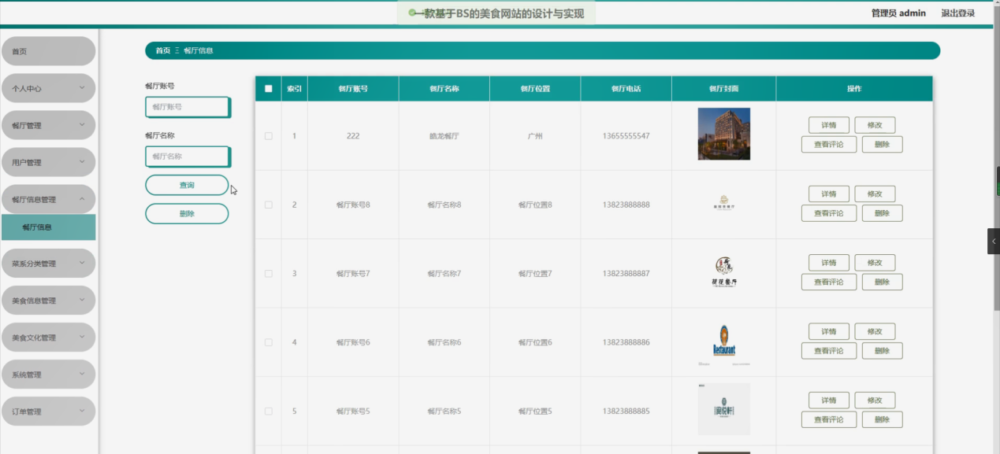 一款基于BS的美食网站的设计与实现
管理员 admin 退出登录
首页
个人中心
餐厅管理
用户管理
餐厅信息管理
餐厅信息
菜系分类管理
美食信息管理
美食文化管理
系统管理
订单管理
首页 Ξ 餐厅信息
餐厅账号
餐厅账号
餐厅名称
餐厅名称
查询
删除
索引 餐厅账号 餐厅名称 餐厅位置 餐厅电话 餐厅封面 操作
1 222 皓龙餐厅 广州 13655555547
详情 修改
查看评论 删除
2 餐厅账号8 餐厅名称8 餐厅位置8 13823888888
详情 修改
查看评论 删除
3 餐厅账号7 餐厅名称7 餐厅位置7 13823888887
荷花餐厅
详情 修改
查看评论 删除
4 餐厅账号6 餐厅名称6 餐厅位置6 13823888886
Restaurant
详情 修改
查看评论 删除
5 餐厅账号5 餐厅名称5 餐厅位置5 13823888885
详情 修改
查看评论 删除